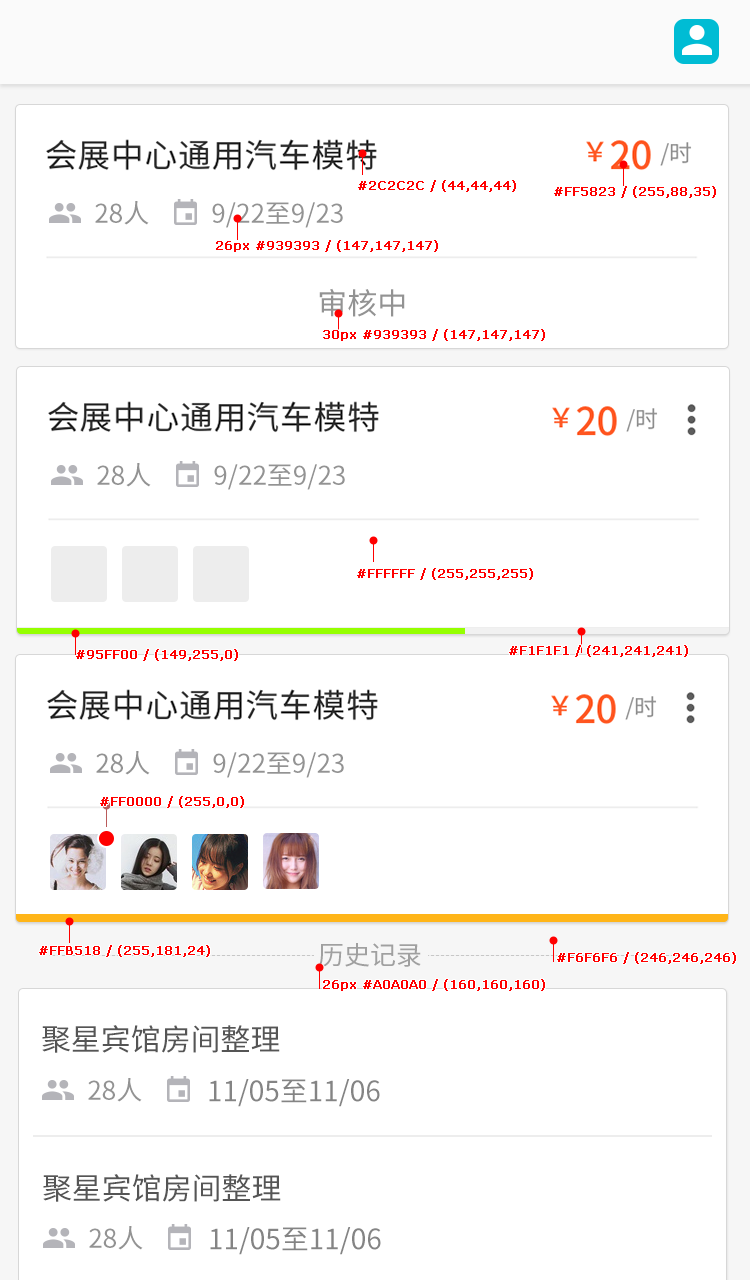 会展中心通用汽车模特
¥20 /时
#2C2C2C / (44,44,44)
#FF5823 / (255,88,35)
28人
9/22至9/23
26px #939393 / (147,147,147)
审核中
30px #939393 / (147,147,147)
会展中心通用汽车模特
¥20 /时
28人
9/22至9/23
#FFFFFF / (255,255,255)
#95FF00 / (149,255,0)
#F1F1F1 / (241,241,241)
会展中心通用汽车模特
¥20 /时
28人
9/22至9/23
#FF0000 / (255,0,0)
#FFB518 / (255,181,24)
历史记录
#F6F6F6 / (246,246,246)
26px #A0A0A0 / (160,160,160)
聚星宾馆房间整理
28人
11/05至11/06
聚星宾馆房间整理
28人
11/05至11/06